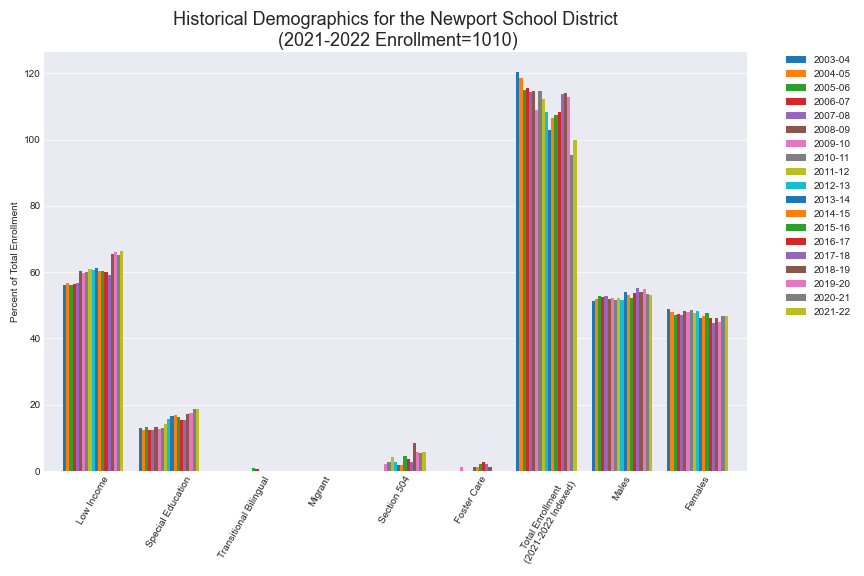 Historical Demographics for the Newport School District
(2021-2022 Enrollment=1010)
Percent of Total Enrollment
120
100
80
60
40
20
0
Low Income
Special Education
Transitional Bilingual
Migrant
Section 504
Foster Care
Total Enrollment
(2021-2022 Indexed)
Males
Females
2003-04
2004-05
2005-06
2006-07
2007-08
2008-09
2009-10
2010-11
2011-12
2012-13
2013-14
2014-15
2015-16
2016-17
2017-18
2018-19
2019-20
2020-21
2021-22